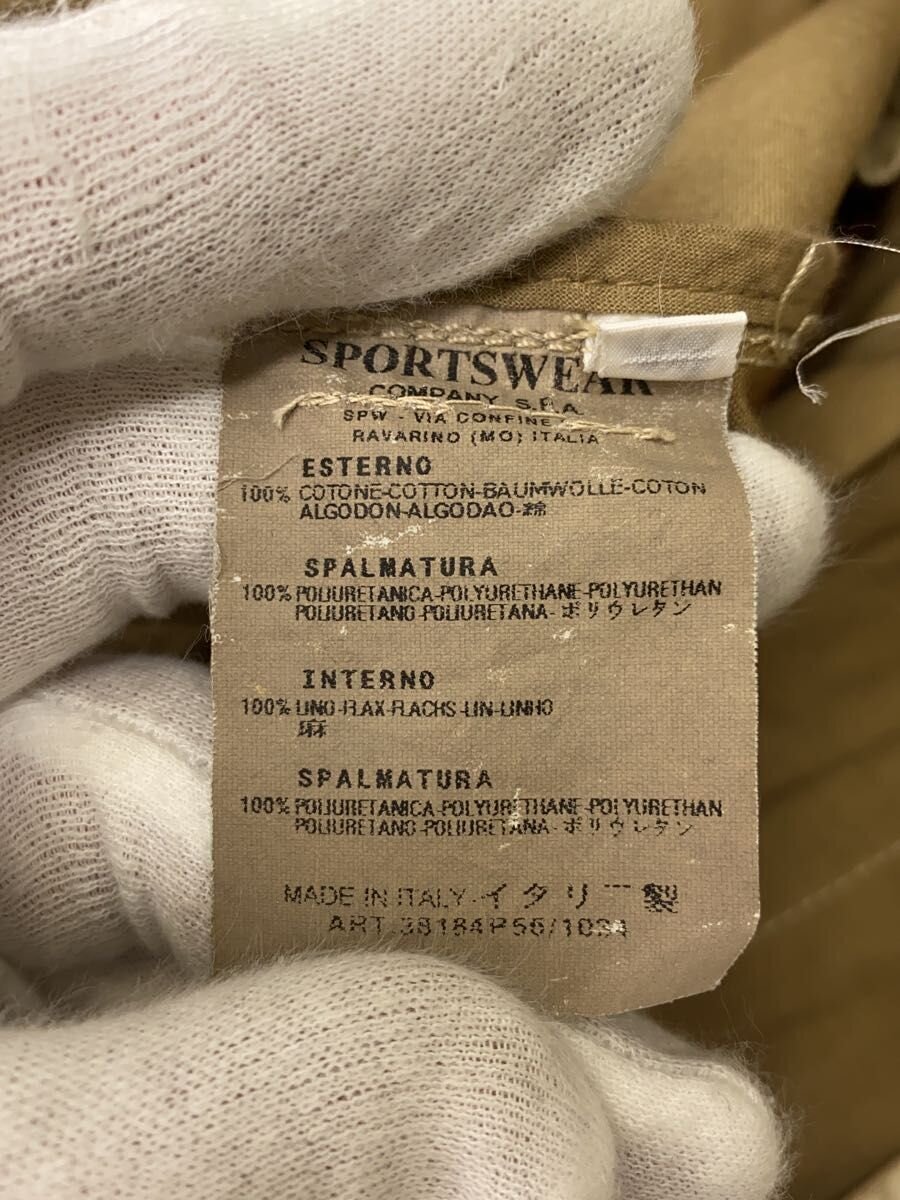 SPORTSWEAR
COMPANY S.P.A.
SPW - VIA CONFINE
RAVARINO (MO) ITALIA
ESTERNO
100% COTONE-COTTON-BAUMWOLLE-COTON
ALGODON-ALGODAO-綿
SPALMATURA
100% POLIURETANICA-POLYURETHANE-POLYURETHAN
POLIURETANO-POLIURETANA-ポリウレタン
INTERNO
100% LINO-FLAX-FLACHS-LIN-LINHO
麻
SPALMATURA
100% POLIURETANICA-POLYURETHANE-POLYURETHAN
POLIURETANO-POLIURETANA-ポリウレタン
MADE IN ITALY-イタリー製
ART.